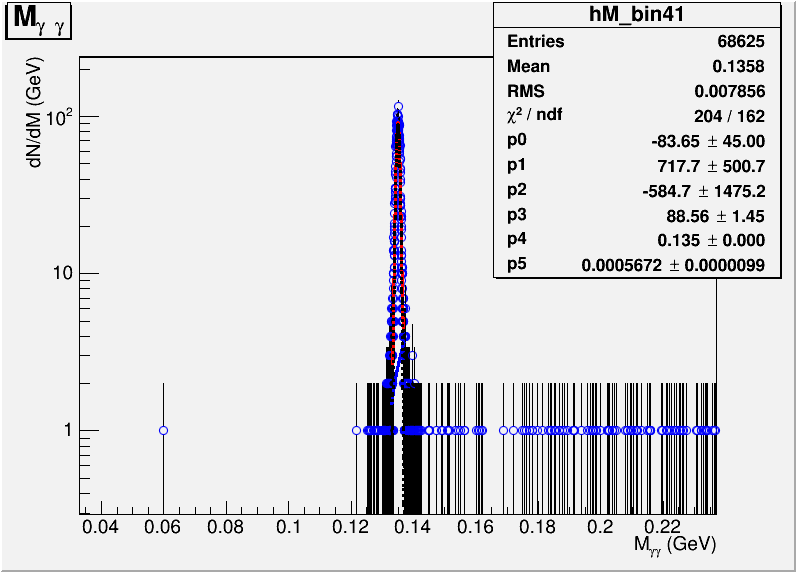 M_γ γ
hM_bin41
Entries 68625
Mean 0.1358
RMS 0.007856
χ² / ndf 204 / 162
p0 -83.65 ± 45.00
p1 717.7 ± 500.7
p2 -584.7 ± 1475.2
p3 88.56 ± 1.45
p4 0.135 ± 0.000
p5 0.0005672 ± 0.0000099
dN/dM (GeV)
10²
10
1
0.04 0.06 0.08 0.1 0.12 0.14 0.16 0.18 0.2 0.22
M_γγ (GeV)